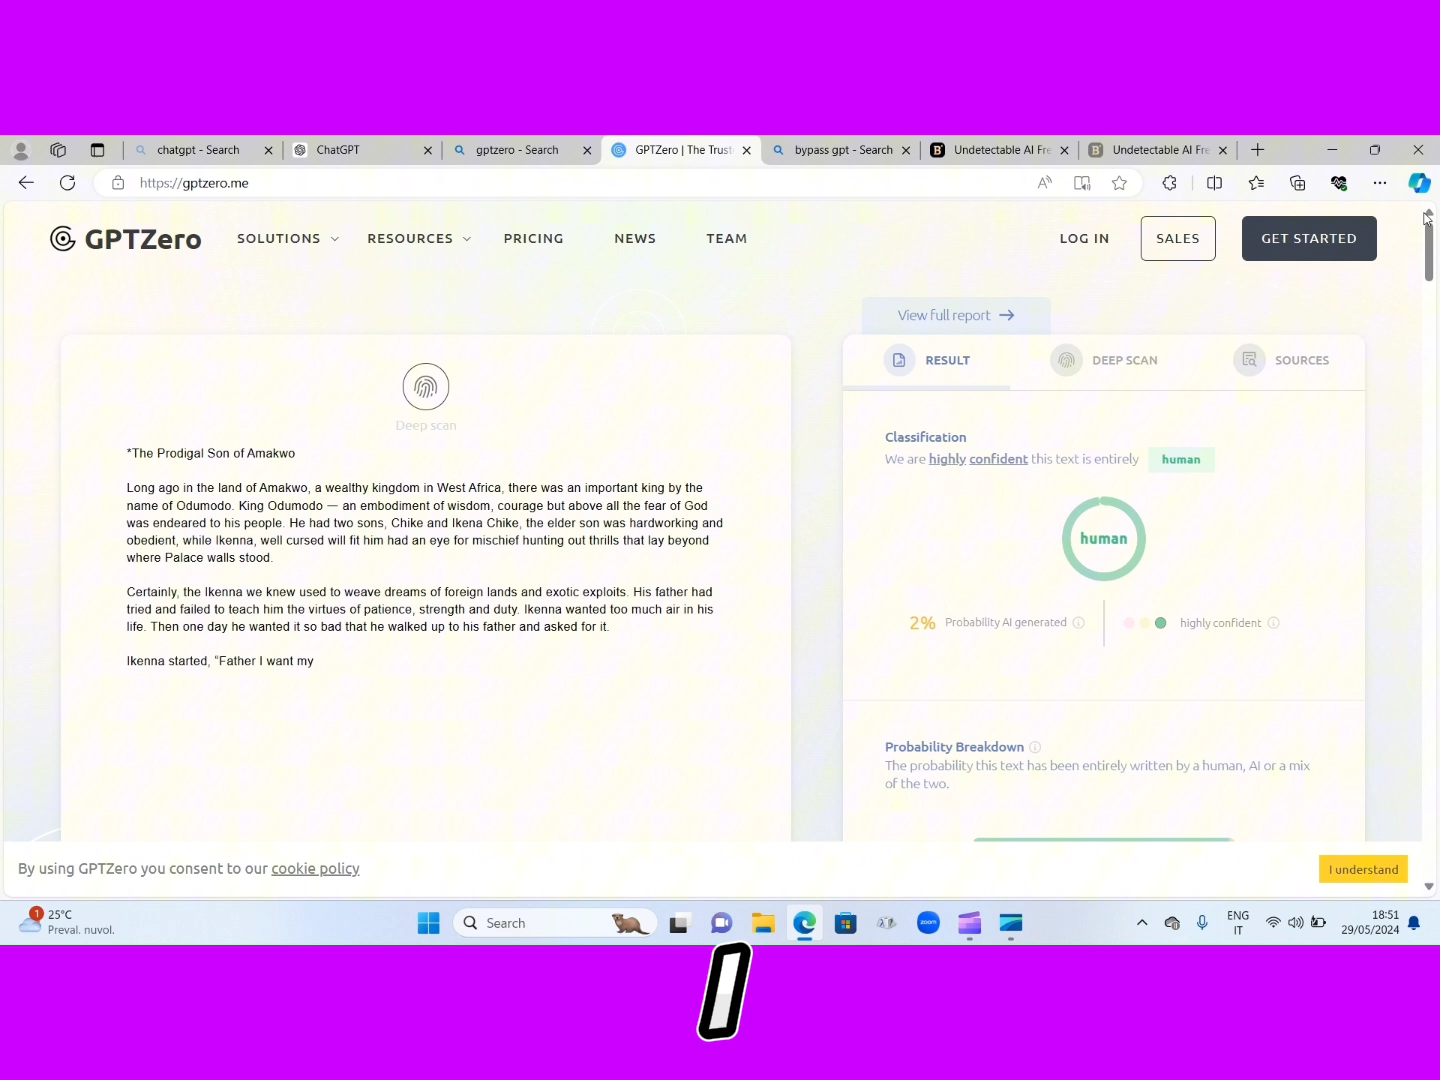 chatgpt - Search
ChatGPT
gptzero - Search
GPTZero | The Trust
bypass gpt - Search
Undetectable AI Fre
Undetectable AI Fre
https://gptzero.me
GPTZero
SOLUTIONS
RESOURCES
PRICING
NEWS
TEAM
LOG IN
SALES
GET STARTED
View full report
Deep scan
*The Prodigal Son of Amakwo
Long ago in the land of Amakwo, a wealthy kingdom in West Africa, there was an important king by the
name of Odumodo. King Odumodo — an embodiment of wisdom, courage but above all the fear of God
was endeared to his people. He had two sons, Chike and Ikena Chike, the elder son was hardworking and
obedient, while Ikenna, well cursed will fit him had an eye for mischief hunting out thrills that lay beyond
where Palace walls stood.
Certainly, the Ikenna we knew used to weave dreams of foreign lands and exotic exploits. His father had
tried and failed to teach him the virtues of patience, strength and duty. Ikenna wanted too much air in his
life. Then one day he wanted it so bad that he walked up to his father and asked for it.
Ikenna started, “Father I want my
RESULT
DEEP SCAN
SOURCES
Classification
We are highly confident this text is entirely human
human
2% Probability AI generated
highly confident
Probability Breakdown
The probability this text has been entirely written by a human, AI or a mix
of the two.
By using GPTZero you consent to our cookie policy
I understand
1
25°C
Preval. nuvol.
Search
zoom
ENG
IT
18:51
29/05/2024
I